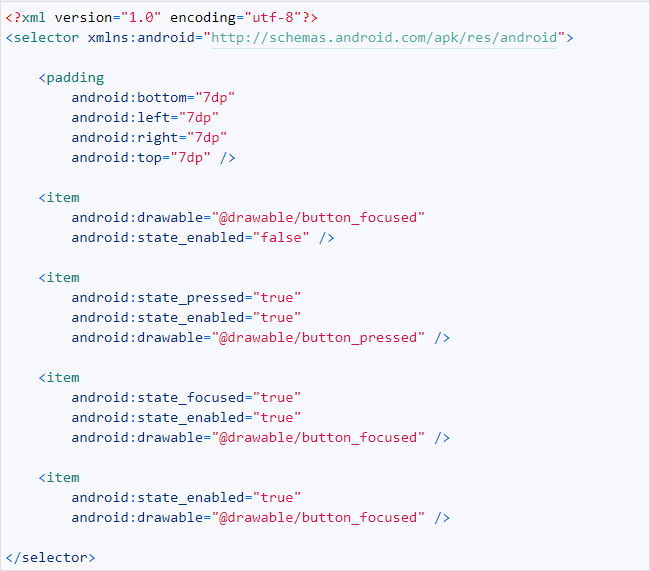 <?xml version="1.0" encoding="utf-8"?>
<selector xmlns:android="http://schemas.android.com/apk/res/android">

    <padding
        android:bottom="7dp"
        android:left="7dp"
        android:right="7dp"
        android:top="7dp" />

    <item
        android:drawable="@drawable/button_focused"
        android:state_enabled="false" />

    <item
        android:state_pressed="true"
        android:state_enabled="true"
        android:drawable="@drawable/button_pressed" />

    <item
        android:state_focused="true"
        android:state_enabled="true"
        android:drawable="@drawable/button_focused" />

    <item
        android:state_enabled="true"
        android:drawable="@drawable/button_focused" />

</selector>